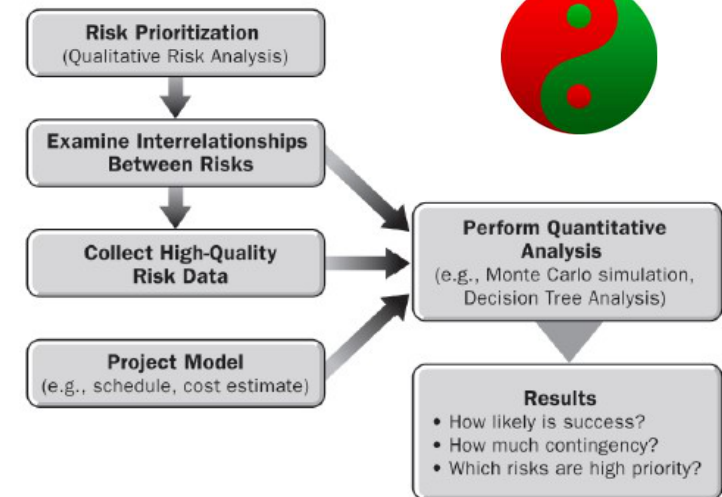 Risk Prioritization
(Qualitative Risk Analysis)
Examine Interrelationships
Between Risks
Collect High-Quality
Risk Data
Project Model
(e.g., schedule, cost estimate)
Perform Quantitative
Analysis
(e.g., Monte Carlo simulation,
Decision Tree Analysis)
Results
• How likely is success?
• How much contingency?
• Which risks are high priority?